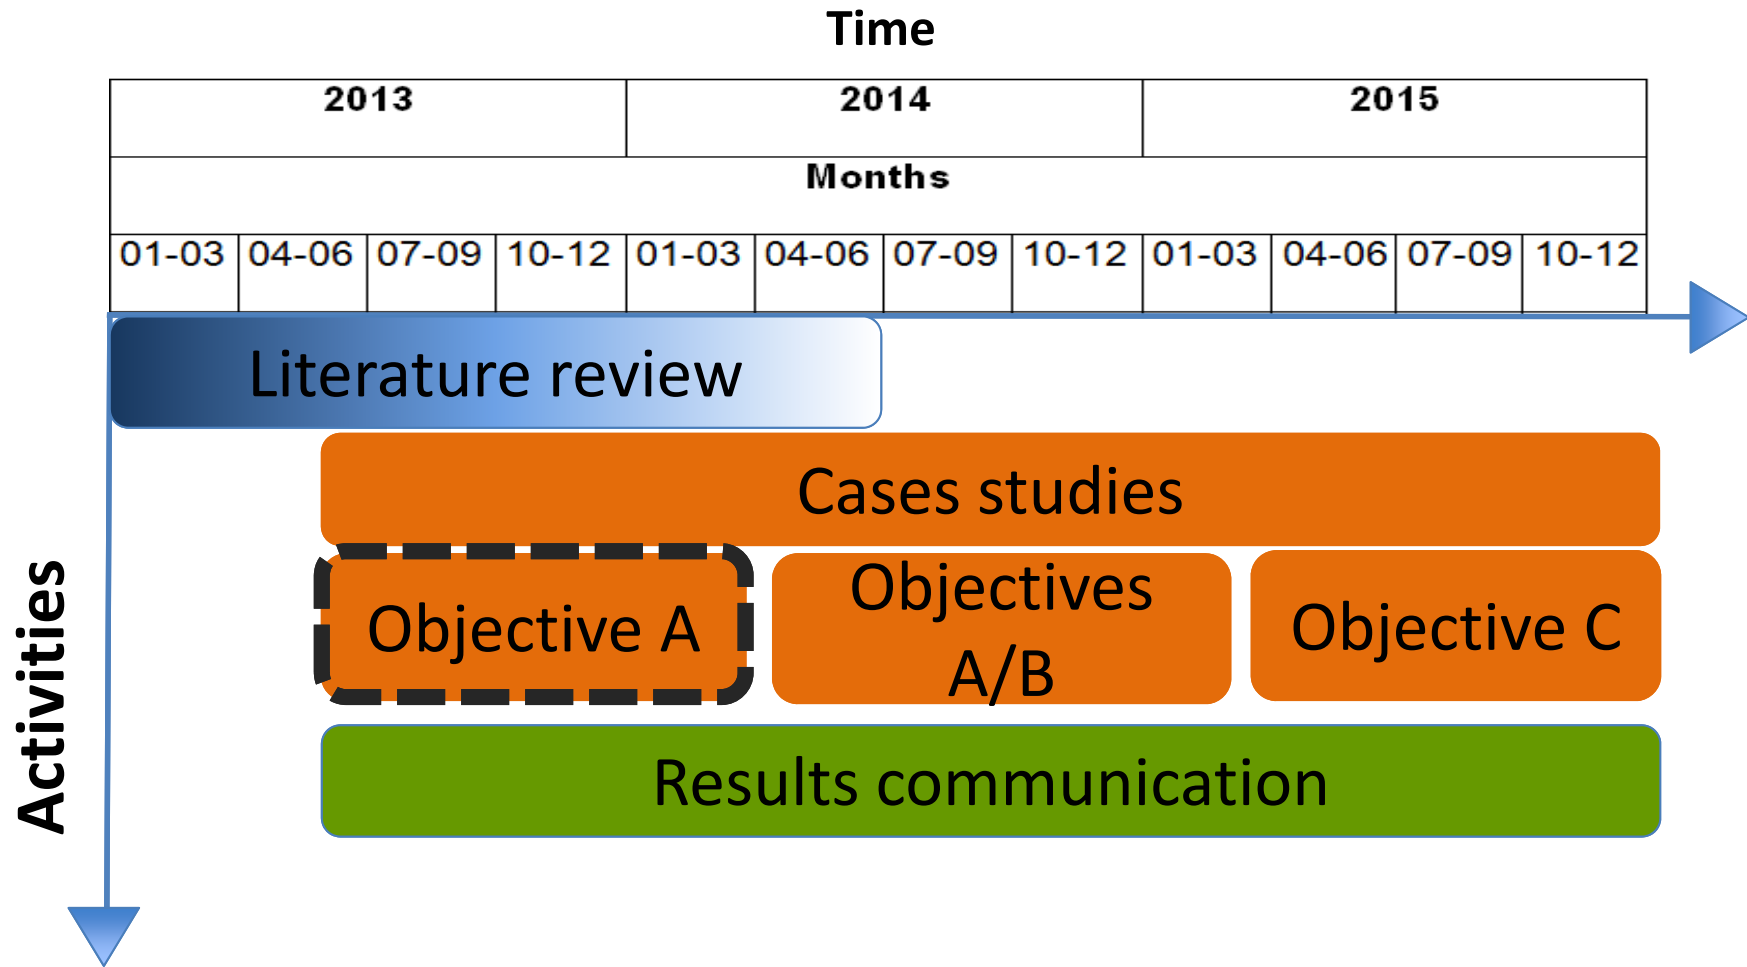 Time
2013 2014 2015
Months
01-03 04-06 07-09 10-12 01-03 04-06 07-09 10-12 01-03 04-06 07-09 10-12
Literature review
Cases studies
Objective A
Objectives
A/B
Objective C
Results communication
Activities